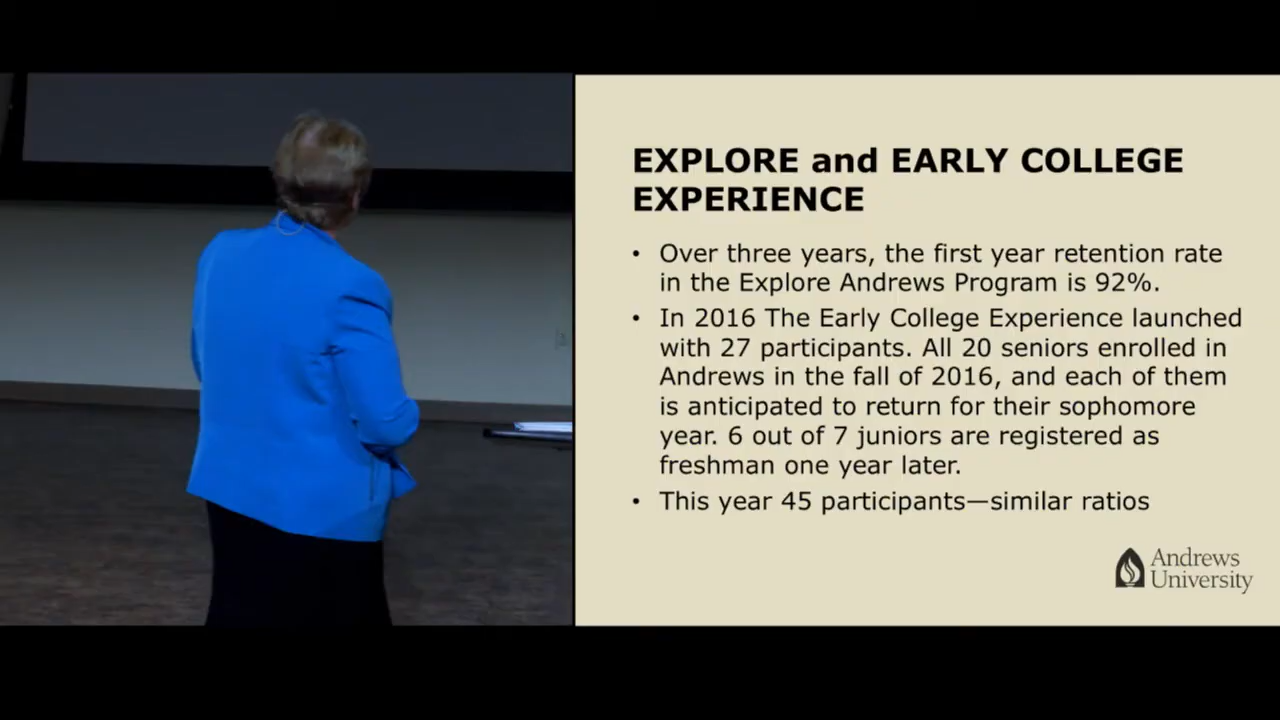 EXPLORE and EARLY COLLEGE
EXPERIENCE
• Over three years, the first year retention rate
in the Explore Andrews Program is 92%.
• In 2016 The Early College Experience launched
with 27 participants. All 20 seniors enrolled in
Andrews in the fall of 2016, and each of them
is anticipated to return for their sophomore
year. 6 out of 7 juniors are registered as
freshman one year later.
• This year 45 participants—similar ratios
Andrews
University